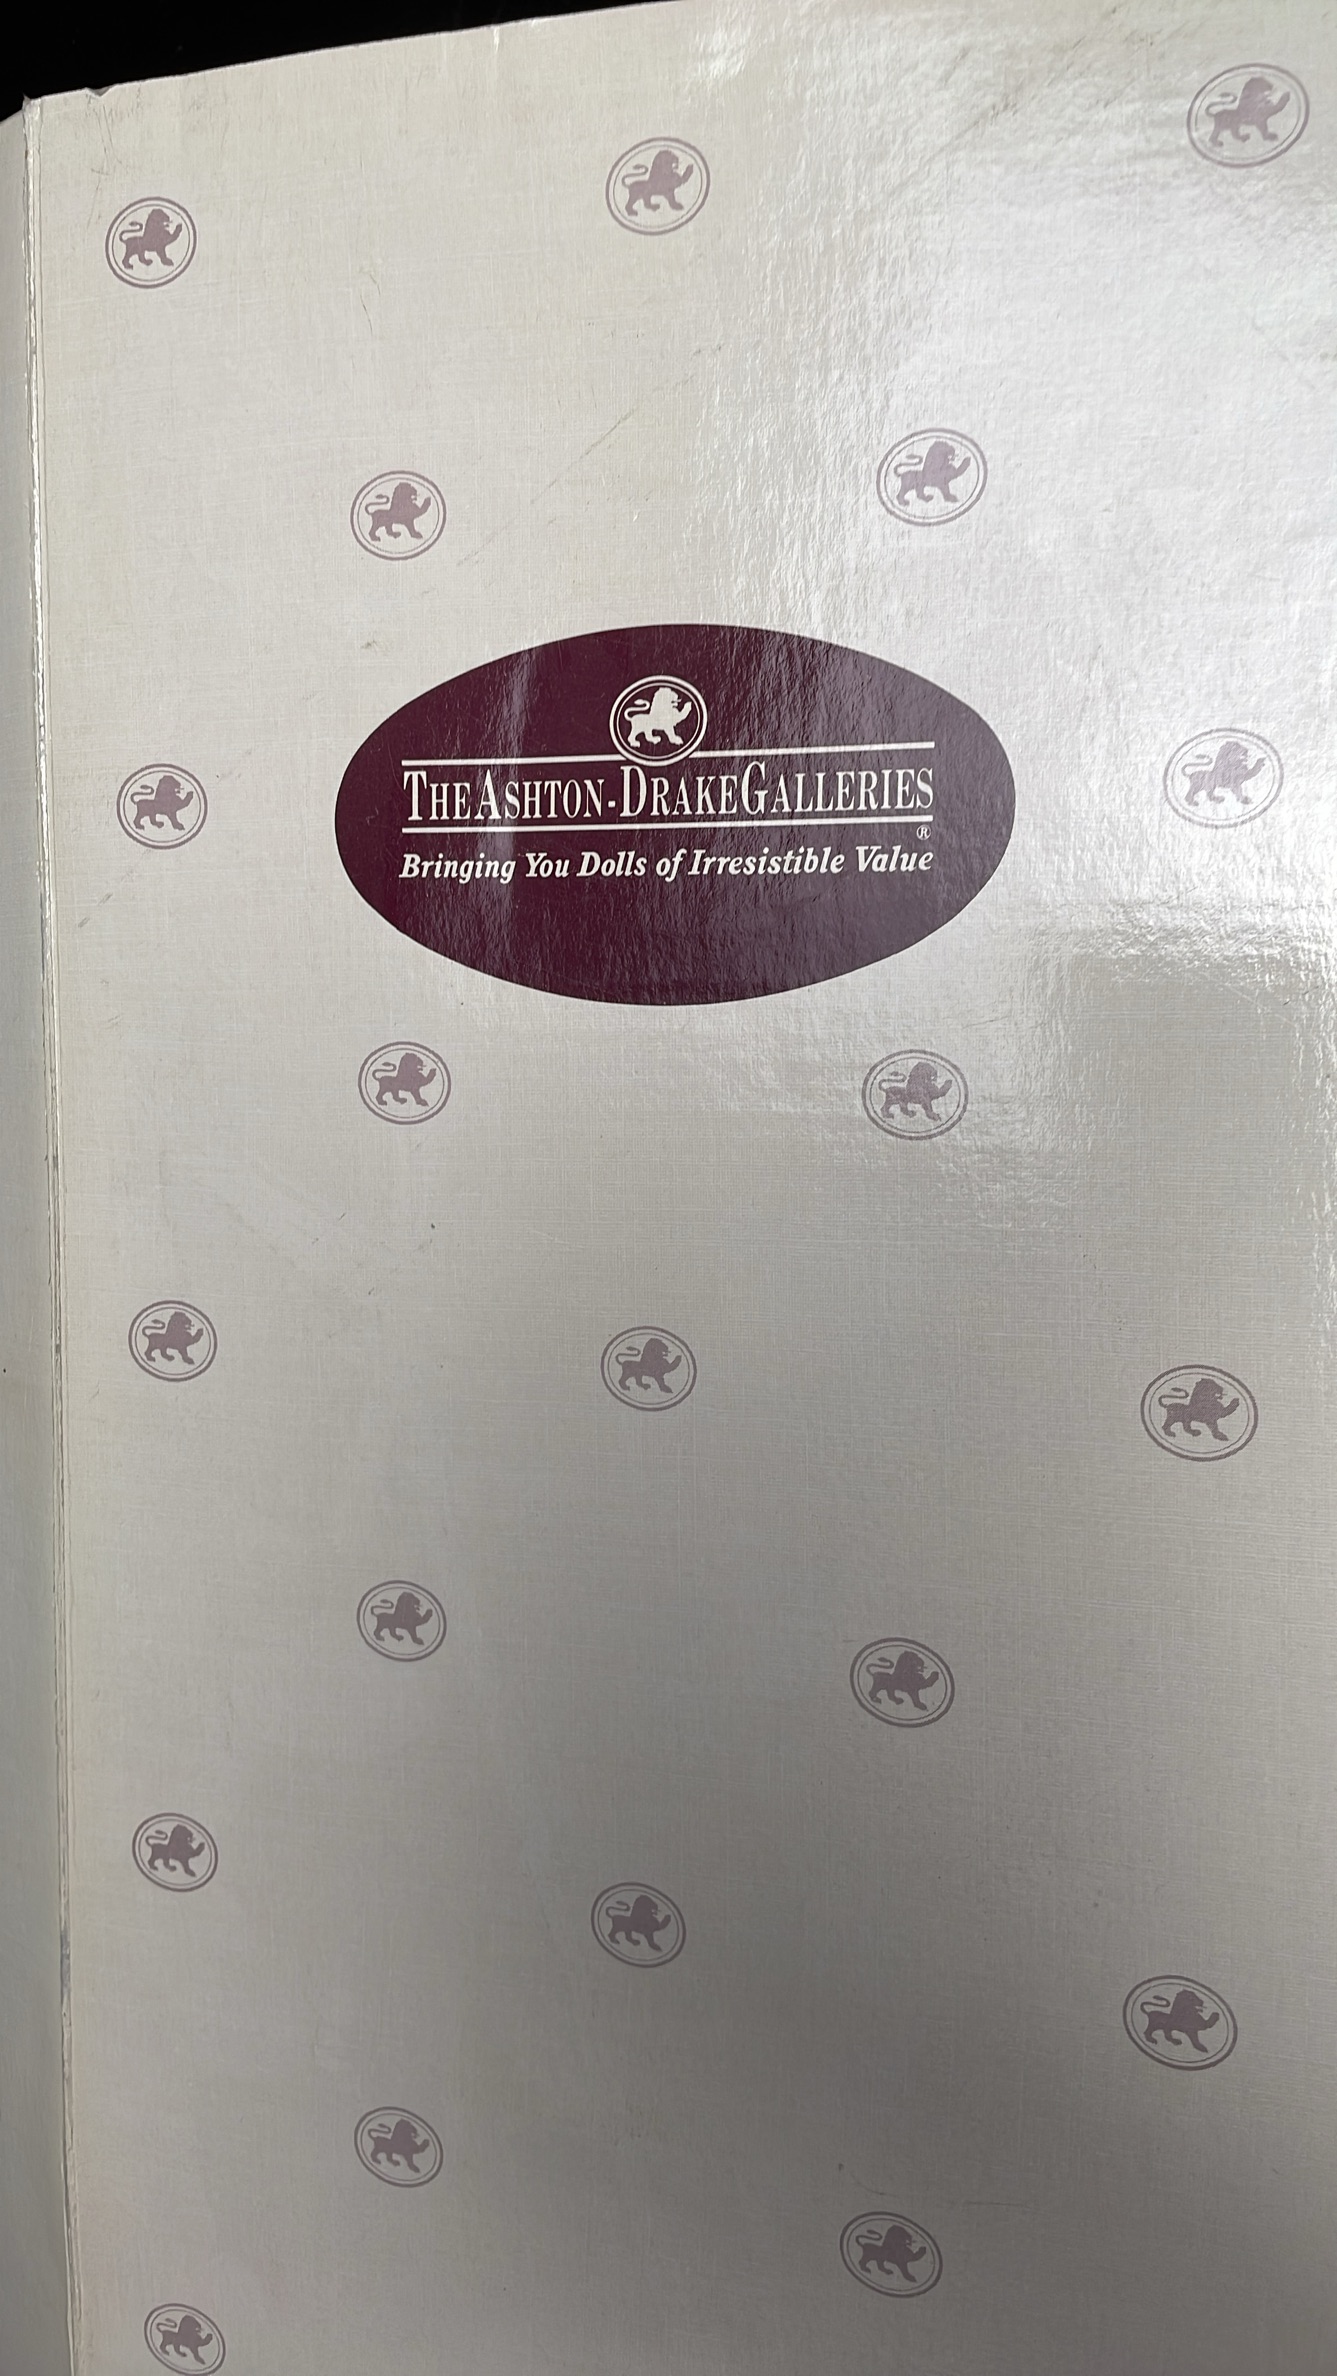 The Ashton-Drake Galleries
®
Bringing You Dolls of Irresistible Value